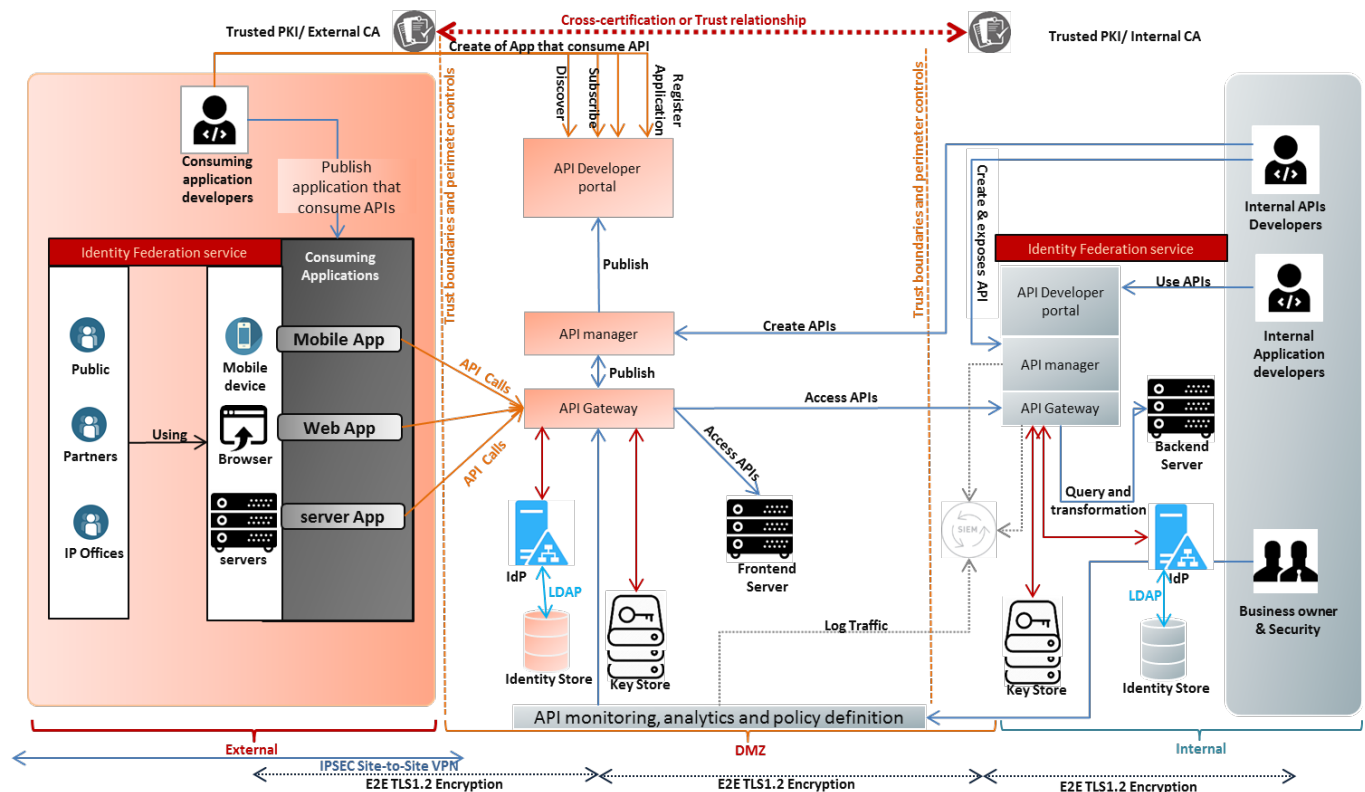 Cross-certification or Trust relationship
Trusted PKI/ External CA
Trusted PKI/ Internal CA
Create of App that consume API
Discover
Subscribe
Register
Application
Trust boundaries and perimeter controls
Trust boundaries and perimeter controls
Consuming
application
developers
Publish
application that
consume APIs
API Developer
portal
Create & exposes API
Internal APIs
Developers
Identity Federation service
Consuming
Applications
Identity Federation service
Publish
API Developer
portal
Use APIs
Internal
Application
developers
Public
Mobile
device
Mobile App
API Calls
API manager
Create APIs
API manager
Publish
Partners
Using
Browser
Web App
API Calls
API Gateway
Access APIs
API Gateway
Access APIs
Backend
Server
IP Offices
servers
server App
IdP
LDAP
Identity Store
Key Store
Frontend
Server
SIEM
Query and
transformation
IdP
LDAP
Log Traffic
Key Store
Identity Store
Business owner
& Security
API monitoring, analytics and policy definition
External
DMZ
Internal
IPSEC Site-to-Site VPN
E2E TLS1.2 Encryption
E2E TLS1.2 Encryption
E2E TLS1.2 Encryption